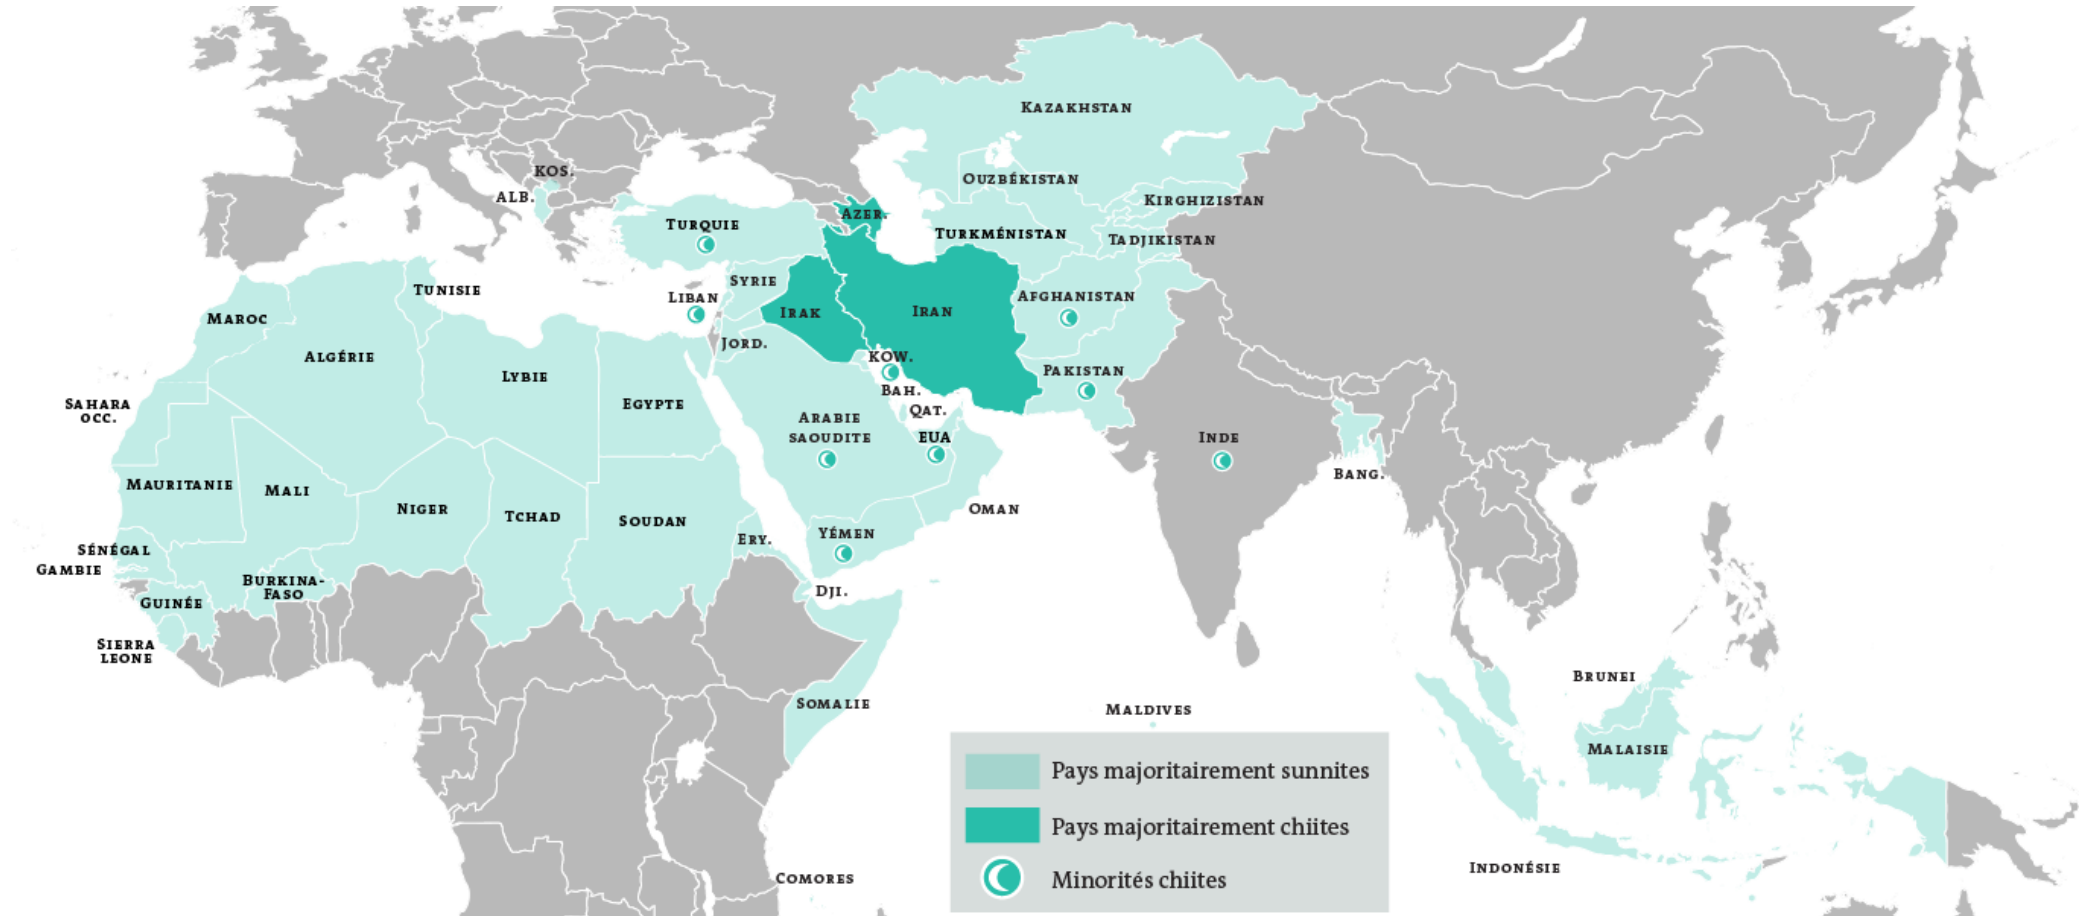 KAZAKHSTAN
KOS.
OUZBÉKISTAN
ALB.
KIRGHIZISTAN
AZER.
TURQUIE
TURKMÉNISTAN
TADJIKISTAN
SYRIE
TUNISIE
LIBAN
AFGHANISTAN
MAROC
IRAK
IRAN
JORD.
ALGÉRIE
KOW.
LYBIE
PAKISTAN
BAH.
SAHARA
OCC.
EGYPTE
QAT.
ARABIE
SAOUDITE
EUA
INDE
BANG.
MAURITANIE
MALI
NIGER
TCHAD
SOUDAN
OMAN
YÉMEN
ERY.
SÉNÉGAL
GAMBIE
BURKINA-
FASO
DJI.
GUINÉE
SIERRA
LEONE
BRUNEI
SOMALIE
MALDIVES
MALAISIE
Pays majoritairement sunnites
Pays majoritairement chiites
INDONÉSIE
COMORES
Minorités chiites